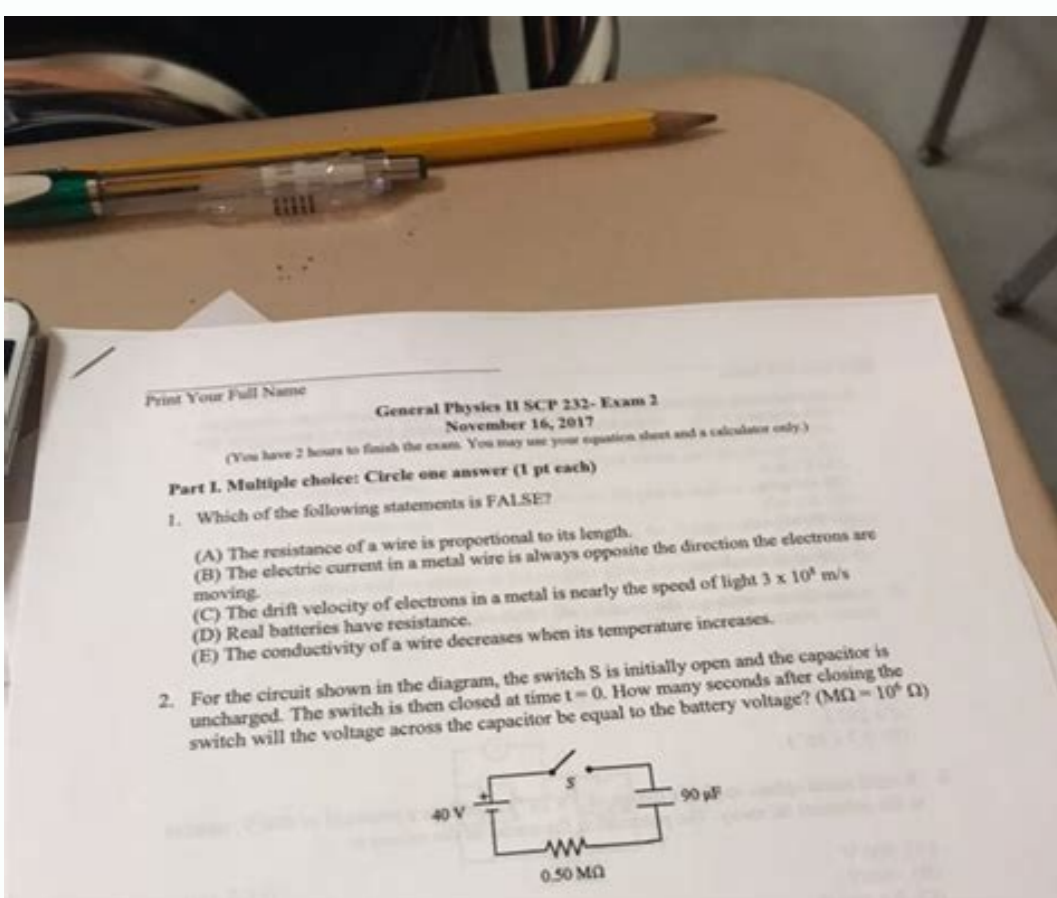 Print Your Full Name
General Physics II SCP 232- Exam 2
November 16, 2017
(You have 2 hours to finish the exam. You may use your equation sheet and a calculator only.)
Part I. Multiple choice: Circle one answer (1 pt each)
1. Which of the following statements is FALSE?
(A) The resistance of a wire is proportional to its length.
(B) The electric current in a metal wire is always opposite the direction the electrons are
moving.
(C) The drift velocity of electrons in a metal is nearly the speed of light 3 x 10⁸ m/s
(D) Real batteries have resistance.
(E) The conductivity of a wire decreases when its temperature increases.
2. For the circuit shown in the diagram, the switch S is initially open and the capacitor is
uncharged. The switch is then closed at time t = 0. How many seconds after closing the
switch will the voltage across the capacitor be equal to the battery voltage? (MΩ = 10⁶ Ω)
S
+
40 V
90 μF
0.50 MΩ